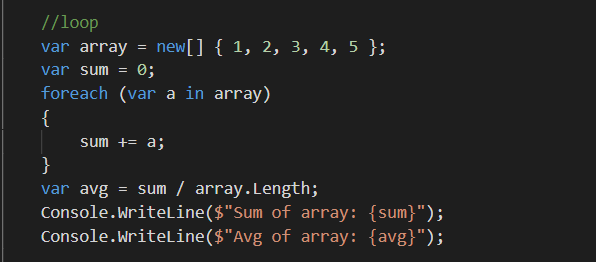 //loop
var array = new[] { 1, 2, 3, 4, 5 };
var sum = 0;
foreach (var a in array)
{
    sum += a;
}
var avg = sum / array.Length;
Console.WriteLine($"Sum of array: {sum}");
Console.WriteLine($"Avg of array: {avg}");